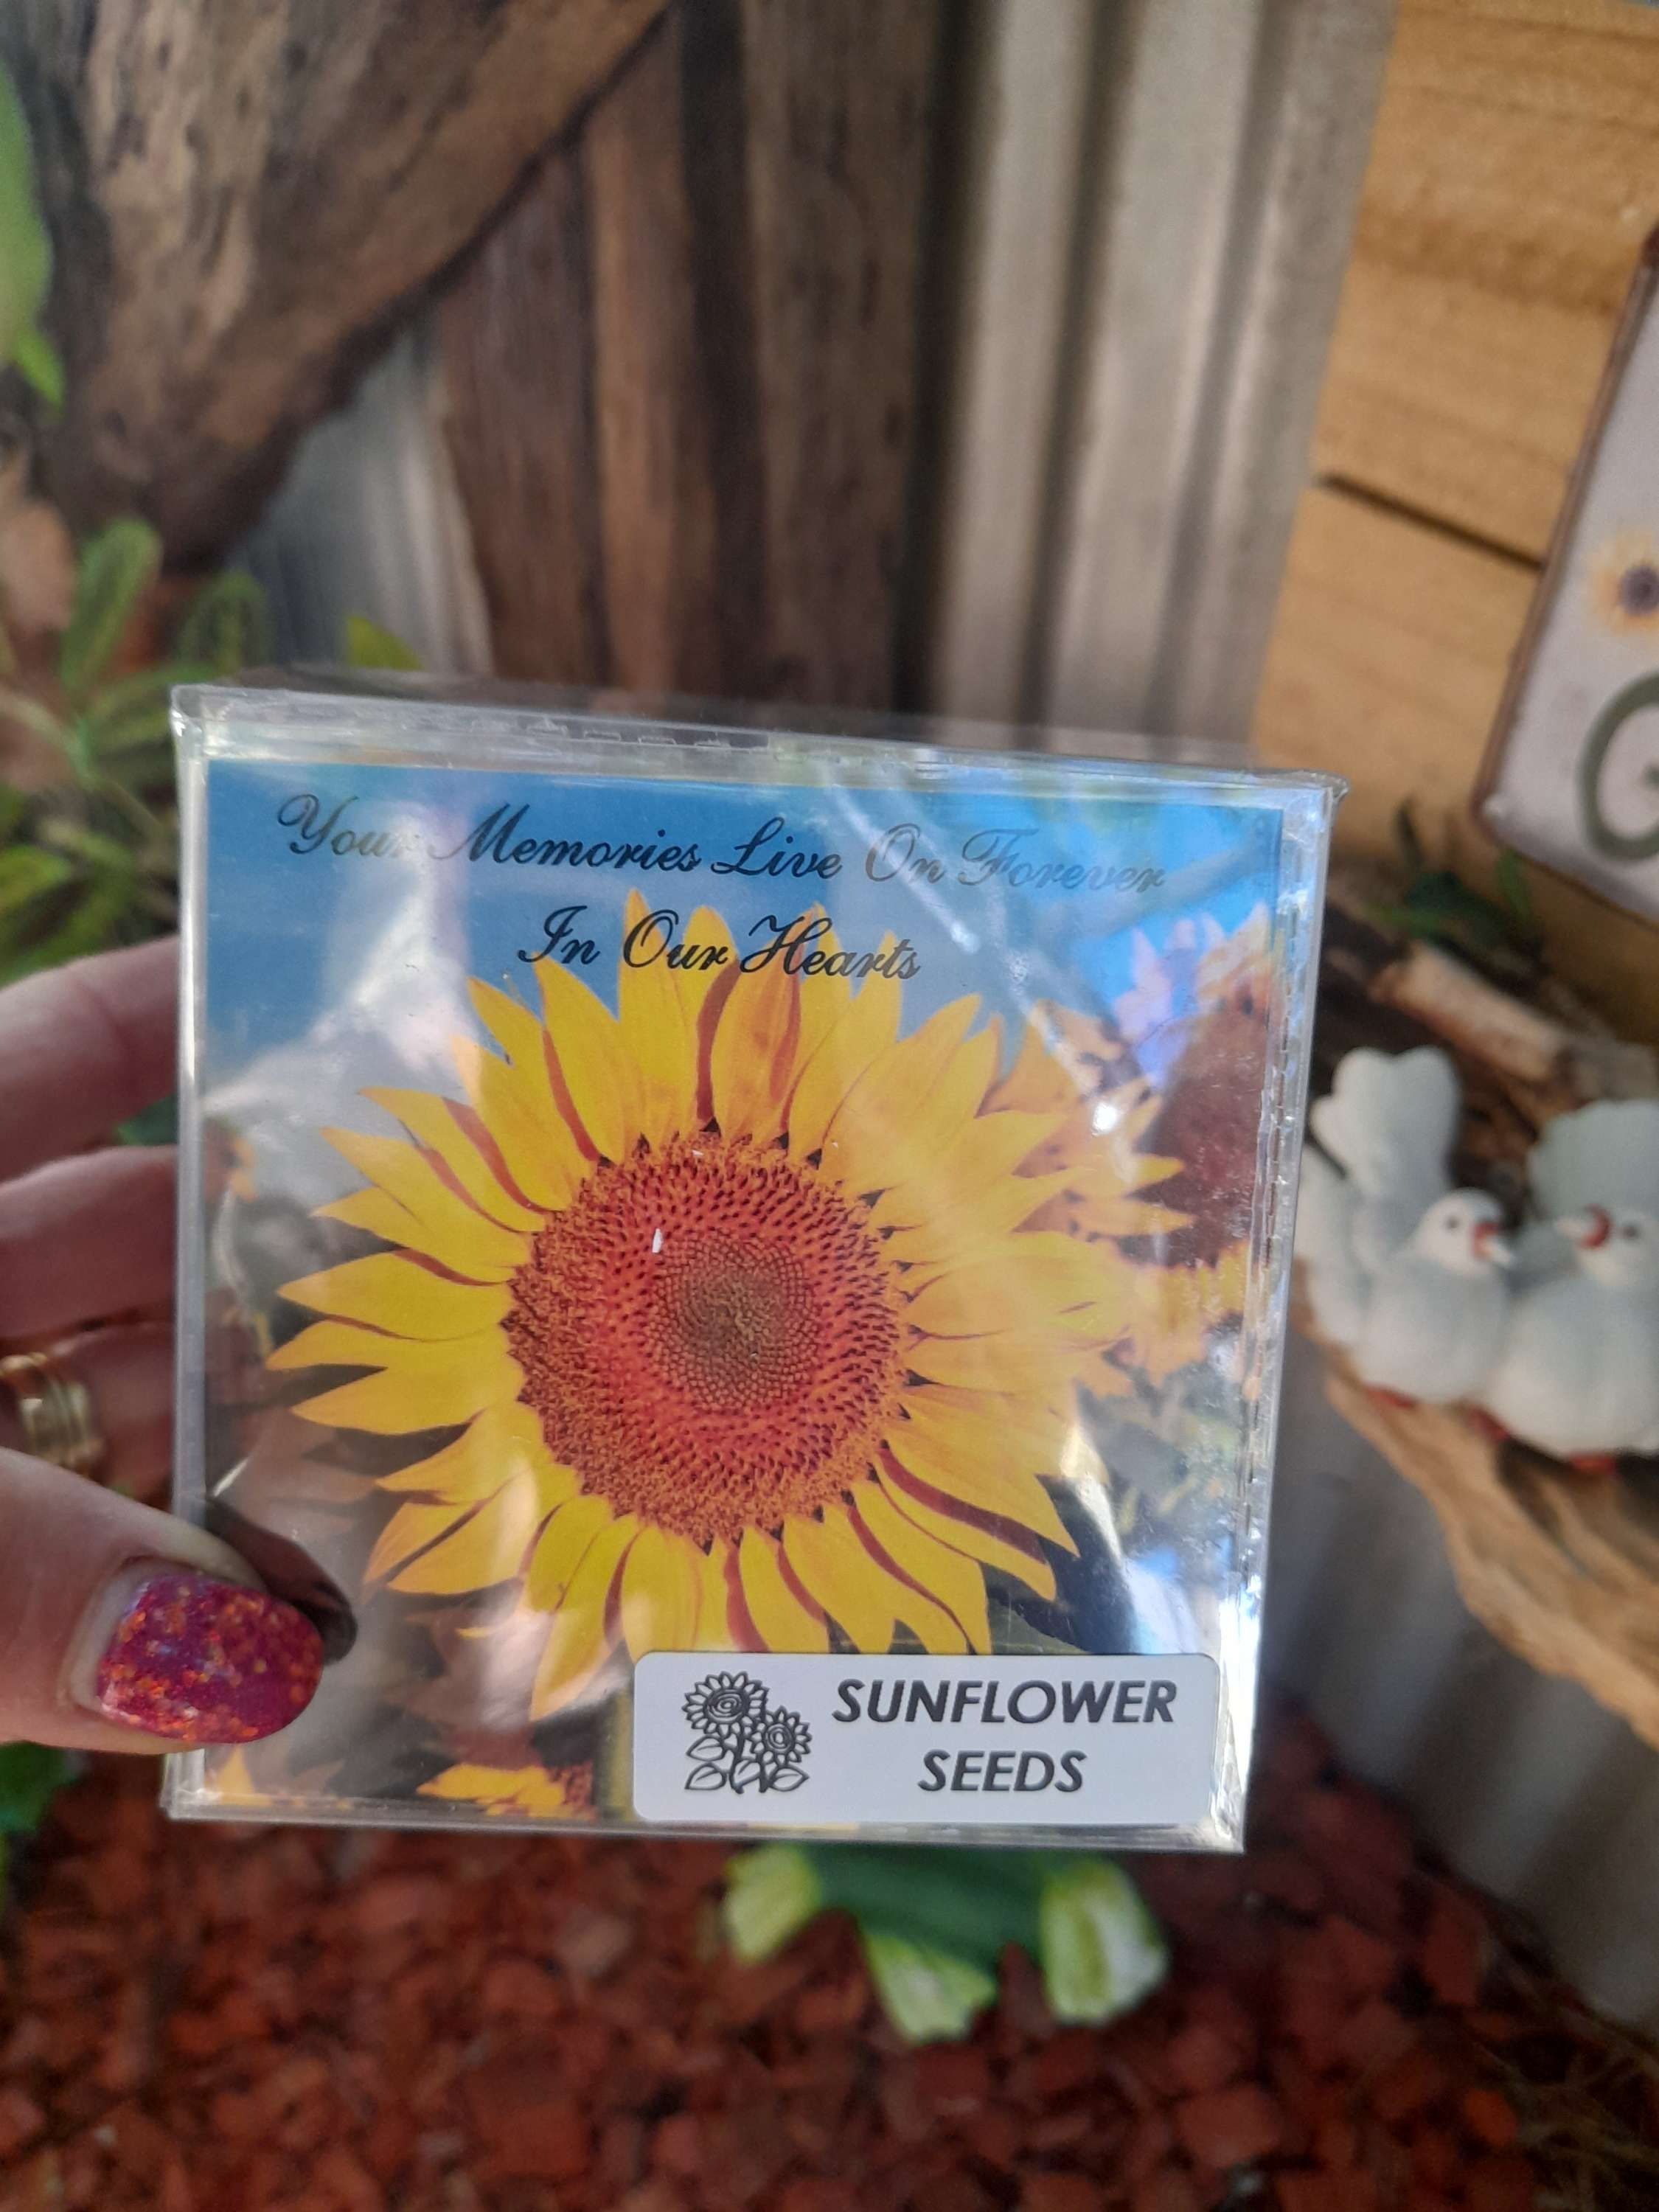 Your Memories Live On Forever
In Our Hearts
SUNFLOWER
SEEDS